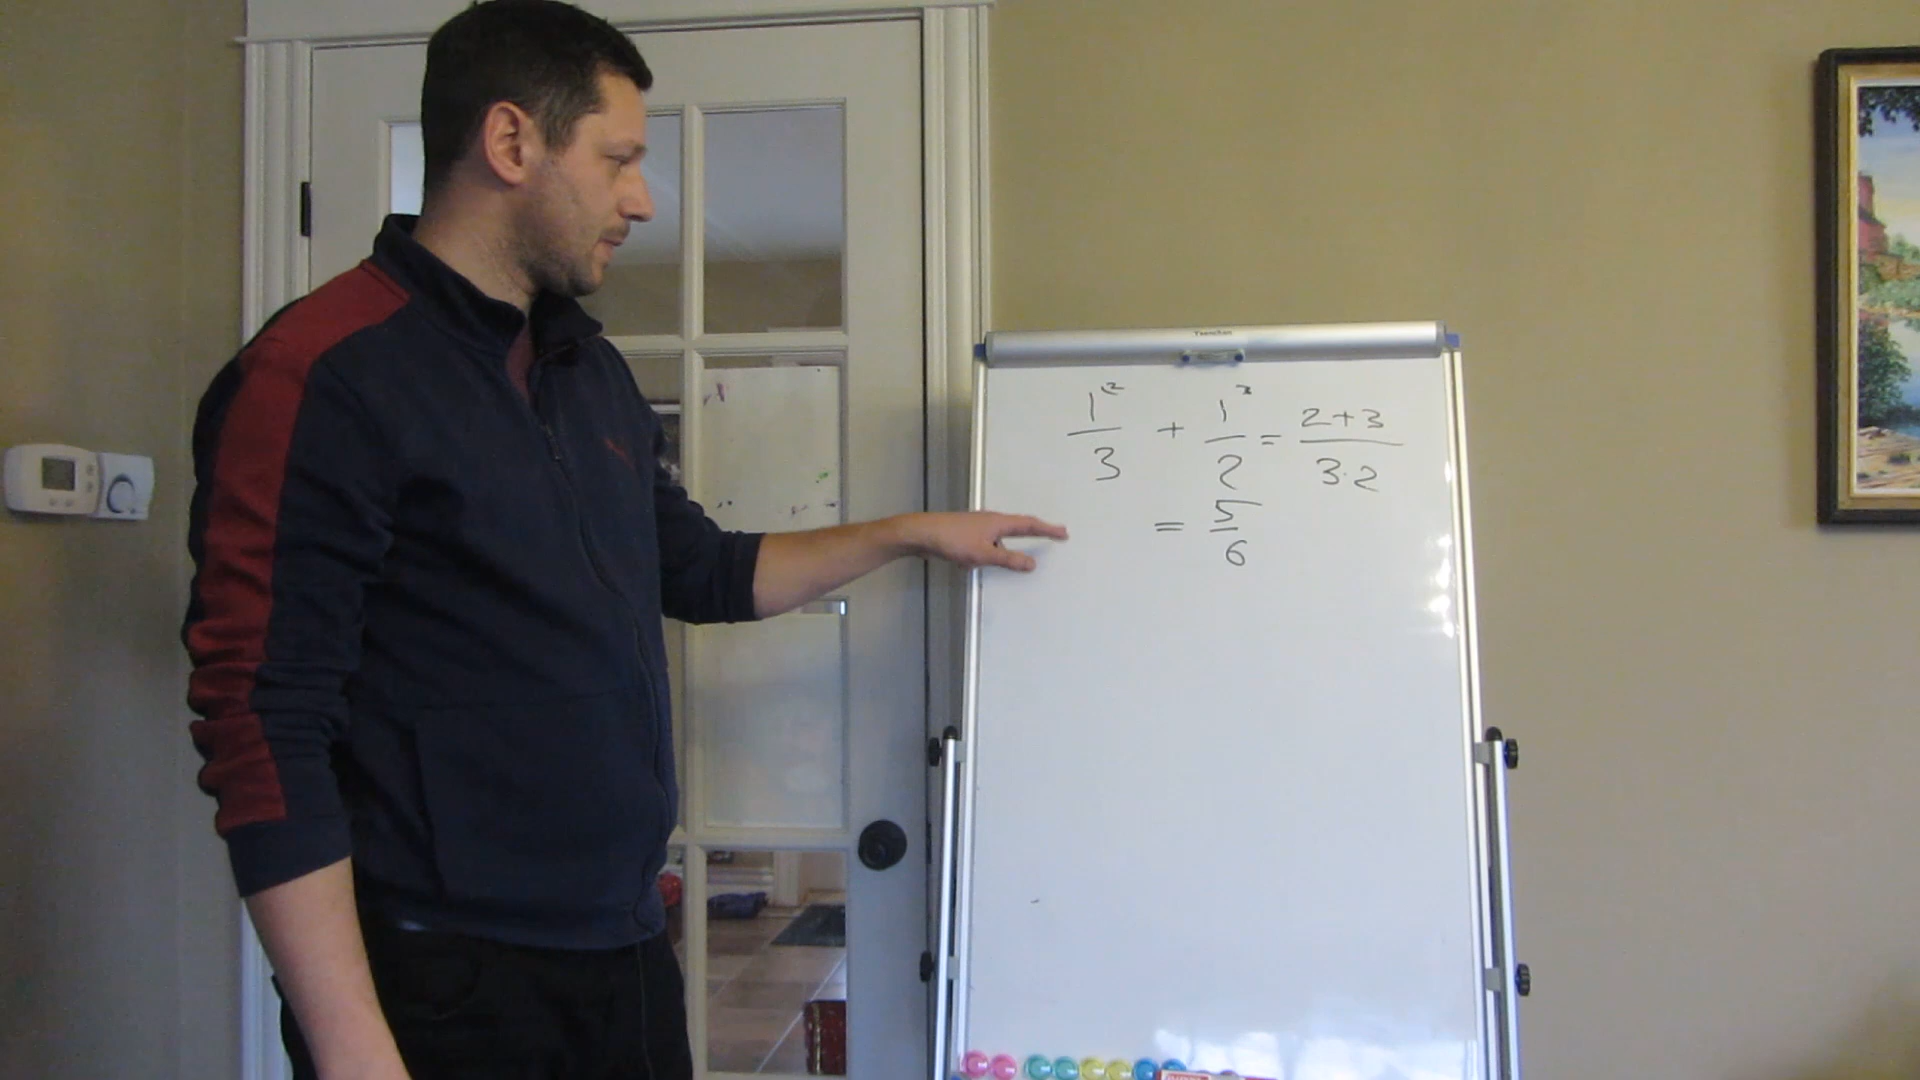 1² / 3 + 1³ / 2 = 2+3 / 3·2
= 5 / 6